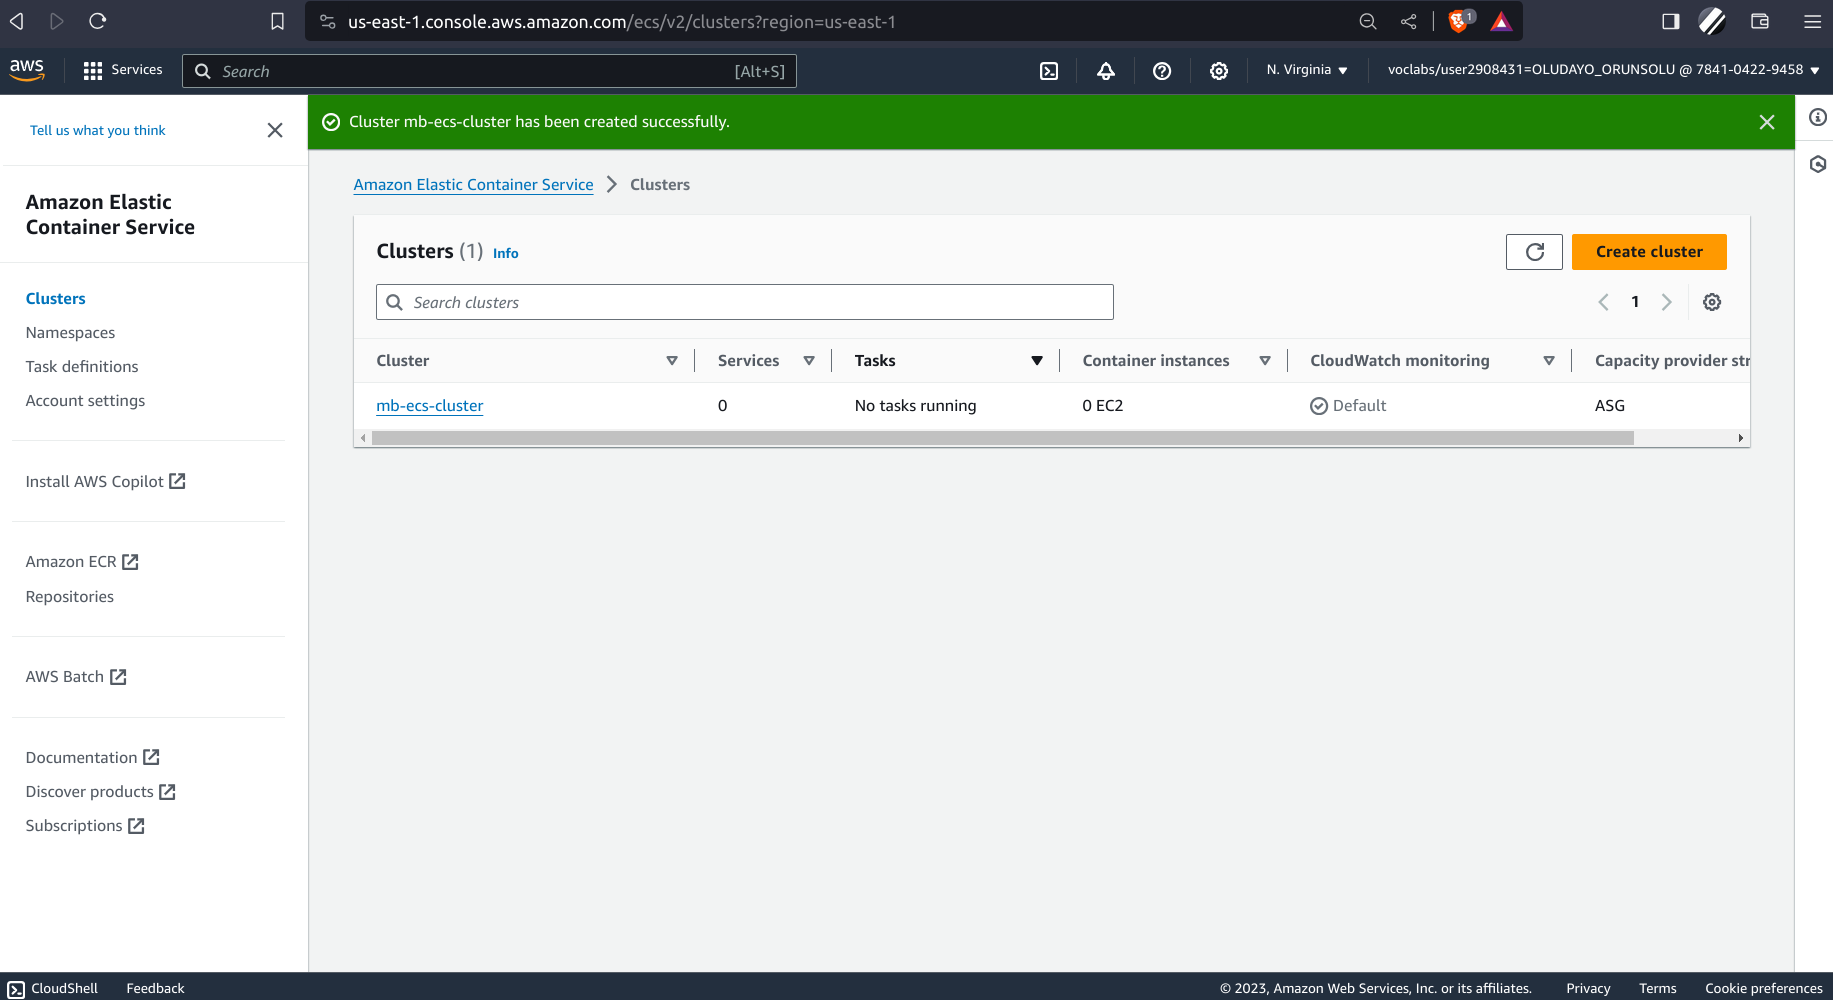 us-east-1.console.aws.amazon.com/ecs/v2/clusters?region=us-east-1
1
aws
Services
Search
[Alt+S]
N. Virginia
voclabs/user2908431=OLUDAYO_ORUNSOLU @ 7841-0422-9458
Tell us what you think
Cluster mb-ecs-cluster has been created successfully.
Amazon Elastic Container Service
Clusters
Amazon Elastic
Container Service
Clusters
Namespaces
Task definitions
Account settings
Install AWS Copilot
Amazon ECR
Repositories
AWS Batch
Documentation
Discover products
Subscriptions
Clusters (1) Info
Create cluster
Search clusters
1
Cluster Services Tasks Container instances CloudWatch monitoring Capacity provider str
mb-ecs-cluster 0 No tasks running 0 EC2 Default ASG
CloudShell Feedback © 2023, Amazon Web Services, Inc. or its affiliates. Privacy Terms Cookie preferences